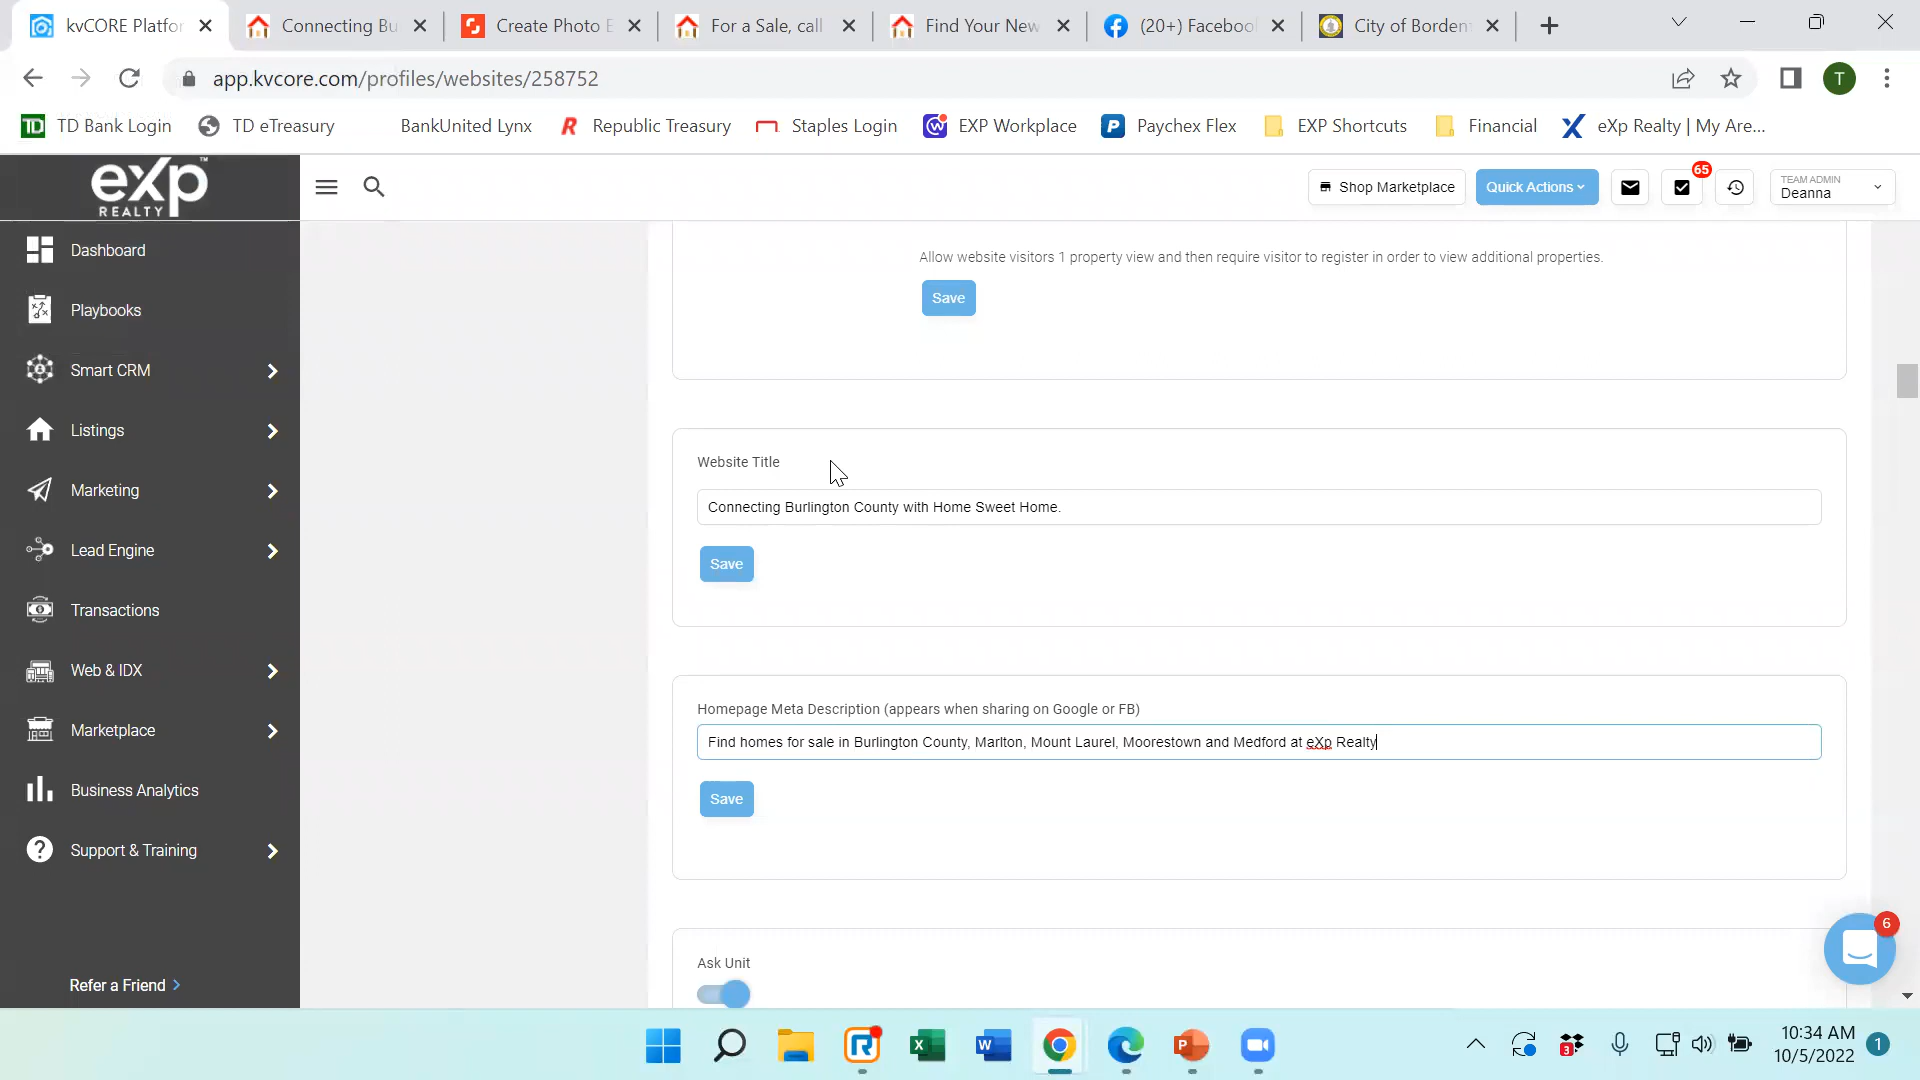 kvCORE Platfor
Connecting Bu
Create Photo E
For a Sale, call
Find Your New
(20+) Facebook
City of Bordent
app.kvcore.com/profiles/websites/258752
T
TD Bank Login
TD eTreasury
BankUnited Lynx
Republic Treasury
Staples Login
EXP Workplace
Paychex Flex
EXP Shortcuts
Financial
eXp Realty | My Are...
eXp™
REALTY
Shop Marketplace
Quick Actions
65
TEAM ADMIN
Deanna
Dashboard
Playbooks
Smart CRM
Listings
Marketing
Lead Engine
Transactions
Web & IDX
Marketplace
Business Analytics
Support & Training
Refer a Friend
Allow website visitors 1 property view and then require visitor to register in order to view additional properties.
Save
Website Title
Connecting Burlington County with Home Sweet Home.
Save
Homepage Meta Description (appears when sharing on Google or FB)
Find homes for sale in Burlington County, Marlton, Mount Laurel, Moorestown and Medford at eXp Realty
Save
Ask Unit
6
3
10:34 AM
10/5/2022
1